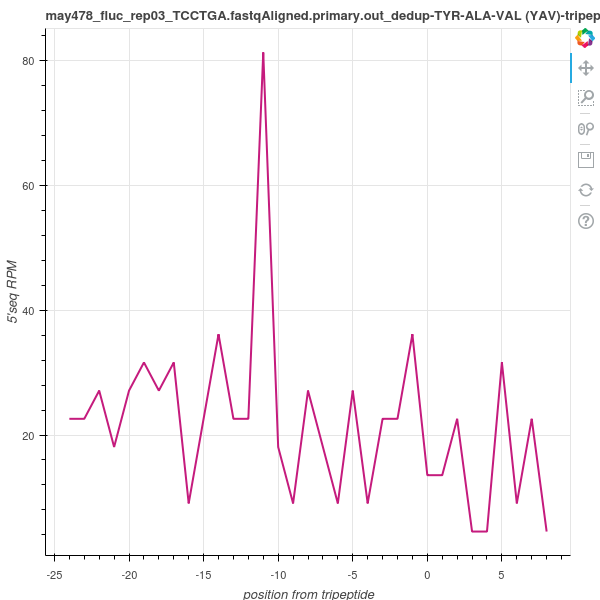 may478_fluc_rep03_TCCTGA.fastqAligned.primary.out_dedup-TYR-ALA-VAL (YAV)-tripep
80
60
40
20
5'seq RPM
-25 -20 -15 -10 -5 0 5
position from tripeptide